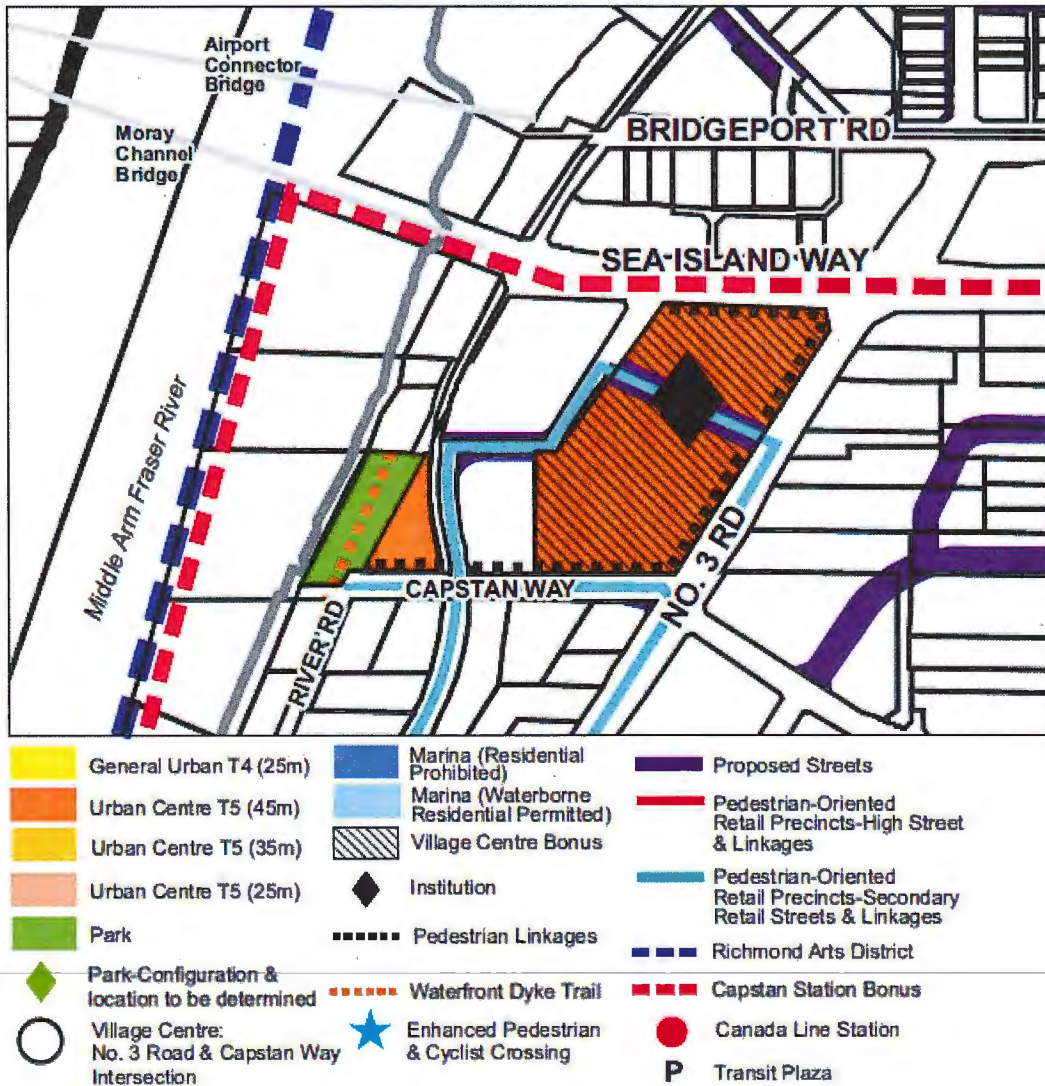 Airport
Connector
Bridge
Moray
Channel
Bridge
BRIDGEPORT RD
SEA ISLAND WAY
Middle Arm Fraser River
CAPSTAN WAY
NO. 3 RD
RIVER RD
General Urban T4 (25m)
Urban Centre T5 (45m)
Urban Centre T5 (35m)
Urban Centre T5 (25m)
Park
Park-Configuration &
location to be determined
Village Centre:
No. 3 Road & Capstan Way
Intersection
Marina (Residential
Prohibited)
Marina (Waterborne
Residential Permitted)
Village Centre Bonus
Institution
Pedestrian Linkages
Waterfront Dyke Trail
Enhanced Pedestrian
& Cyclist Crossing
Proposed Streets
Pedestrian-Oriented
Retail Precincts-High Street
& Linkages
Pedestrian-Oriented
Retail Precincts-Secondary
Retail Streets & Linkages
Richmond Arts District
Capstan Station Bonus
Canada Line Station
P Transit Plaza